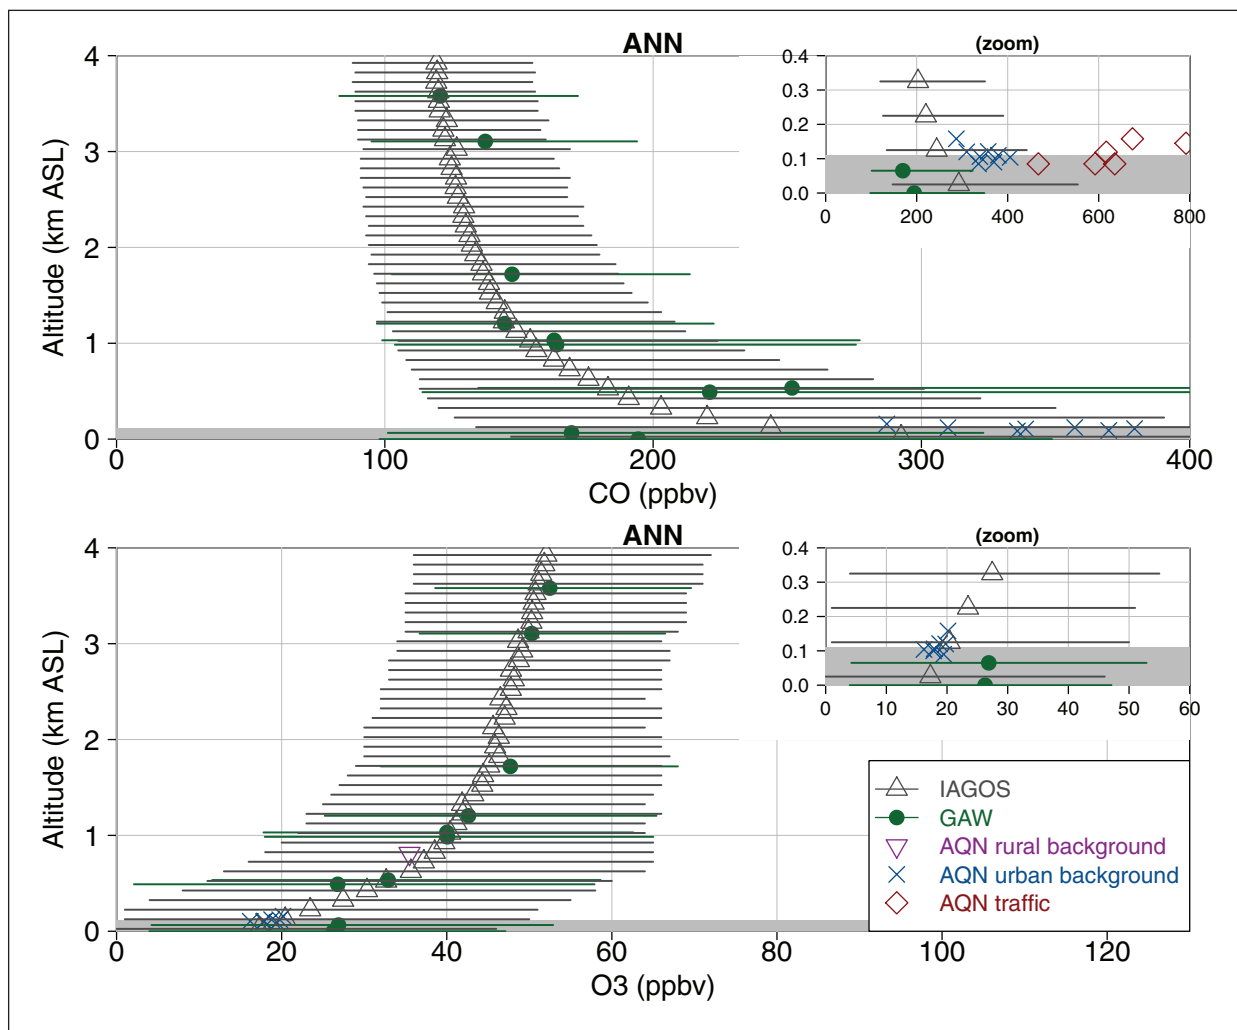 ANN
(zoom)
Altitude (km ASL)
4
3
2
1
0
0 100 200 300 400
CO (ppbv)
0.4
0.3
0.2
0.1
0.0
0 200 400 600 800
ANN
(zoom)
Altitude (km ASL)
4
3
2
1
0
0 20 40 60 80 100 120
O3 (ppbv)
0.4
0.3
0.2
0.1
0.0
0 10 20 30 40 50 60
IAGOS
GAW
AQN rural background
AQN urban background
AQN traffic